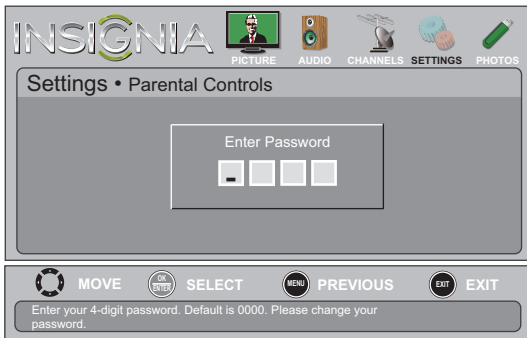 INSIGNIA
PICTURE AUDIO CHANNELS SETTINGS PHOTOS
Settings • Parental Controls
Enter Password
MOVE OK ENTER SELECT MENU PREVIOUS EXIT EXIT
Enter your 4-digit password. Default is 0000. Please change your
password.